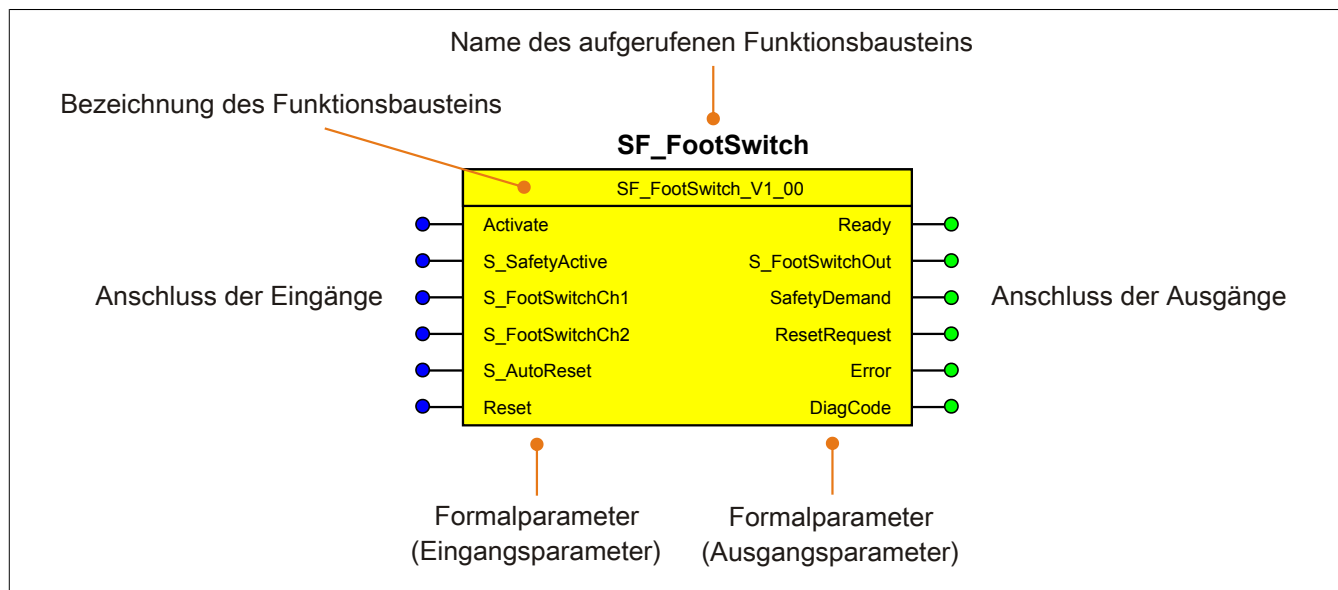 Name des aufgerufenen Funktionsbausteins
Bezeichnung des Funktionsbausteins
SF_FootSwitch
SF_FootSwitch_V1_00
Activate
Ready
S_SafetyActive
S_FootSwitchOut
Anschluss der Eingänge
S_FootSwitchCh1
SafetyDemand
Anschluss der Ausgänge
S_FootSwitchCh2
ResetRequest
S_AutoReset
Error
Reset
DiagCode
Formalparameter
(Eingangsparameter)
Formalparameter
(Ausgangsparameter)